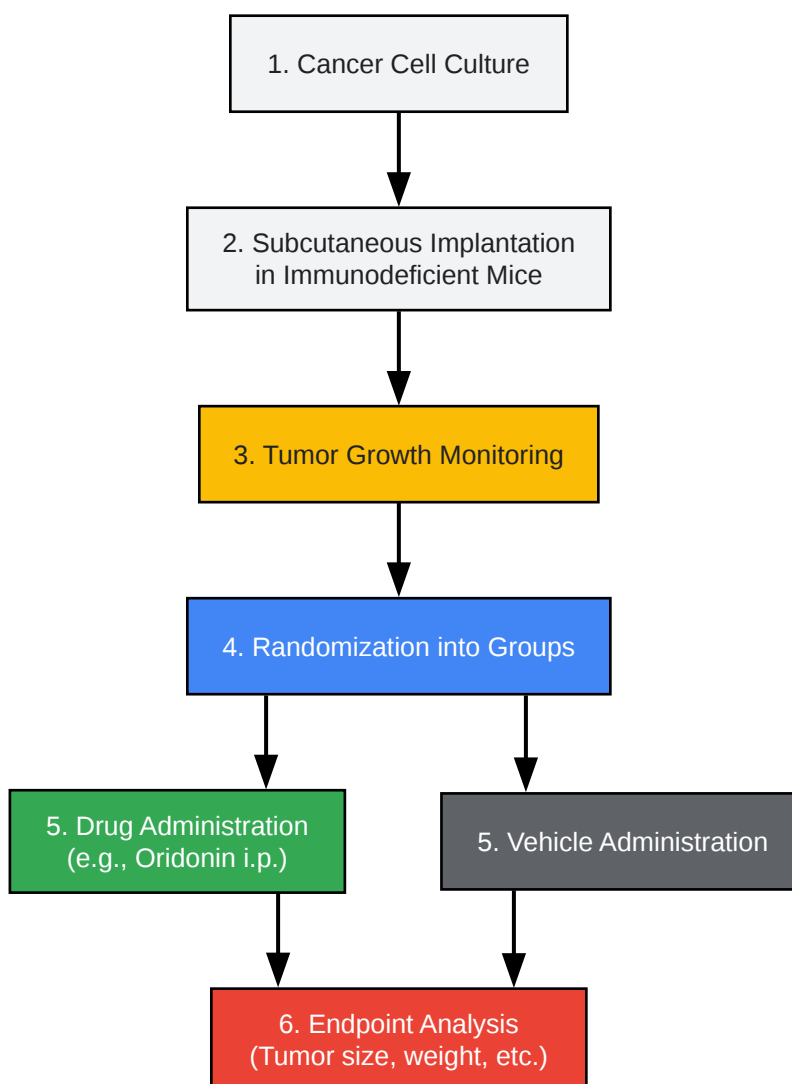 1. Cancer Cell Culture
2. Subcutaneous Implantation
in Immunodeficient Mice
3. Tumor Growth Monitoring
4. Randomization into Groups
5. Drug Administration
(e.g., Oridonin i.p.)
5. Vehicle Administration
6. Endpoint Analysis
(Tumor size, weight, etc.)